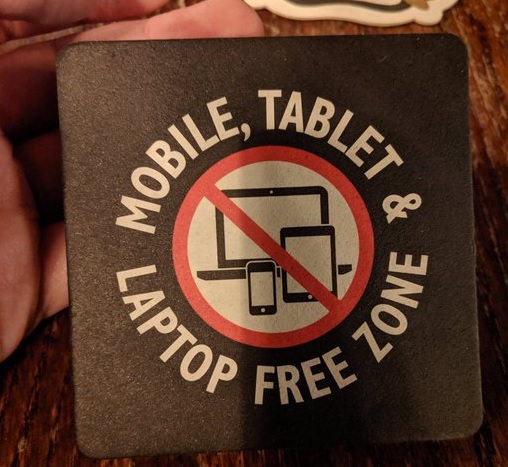 MOBILE, TABLET &
LAPTOP FREE ZONE